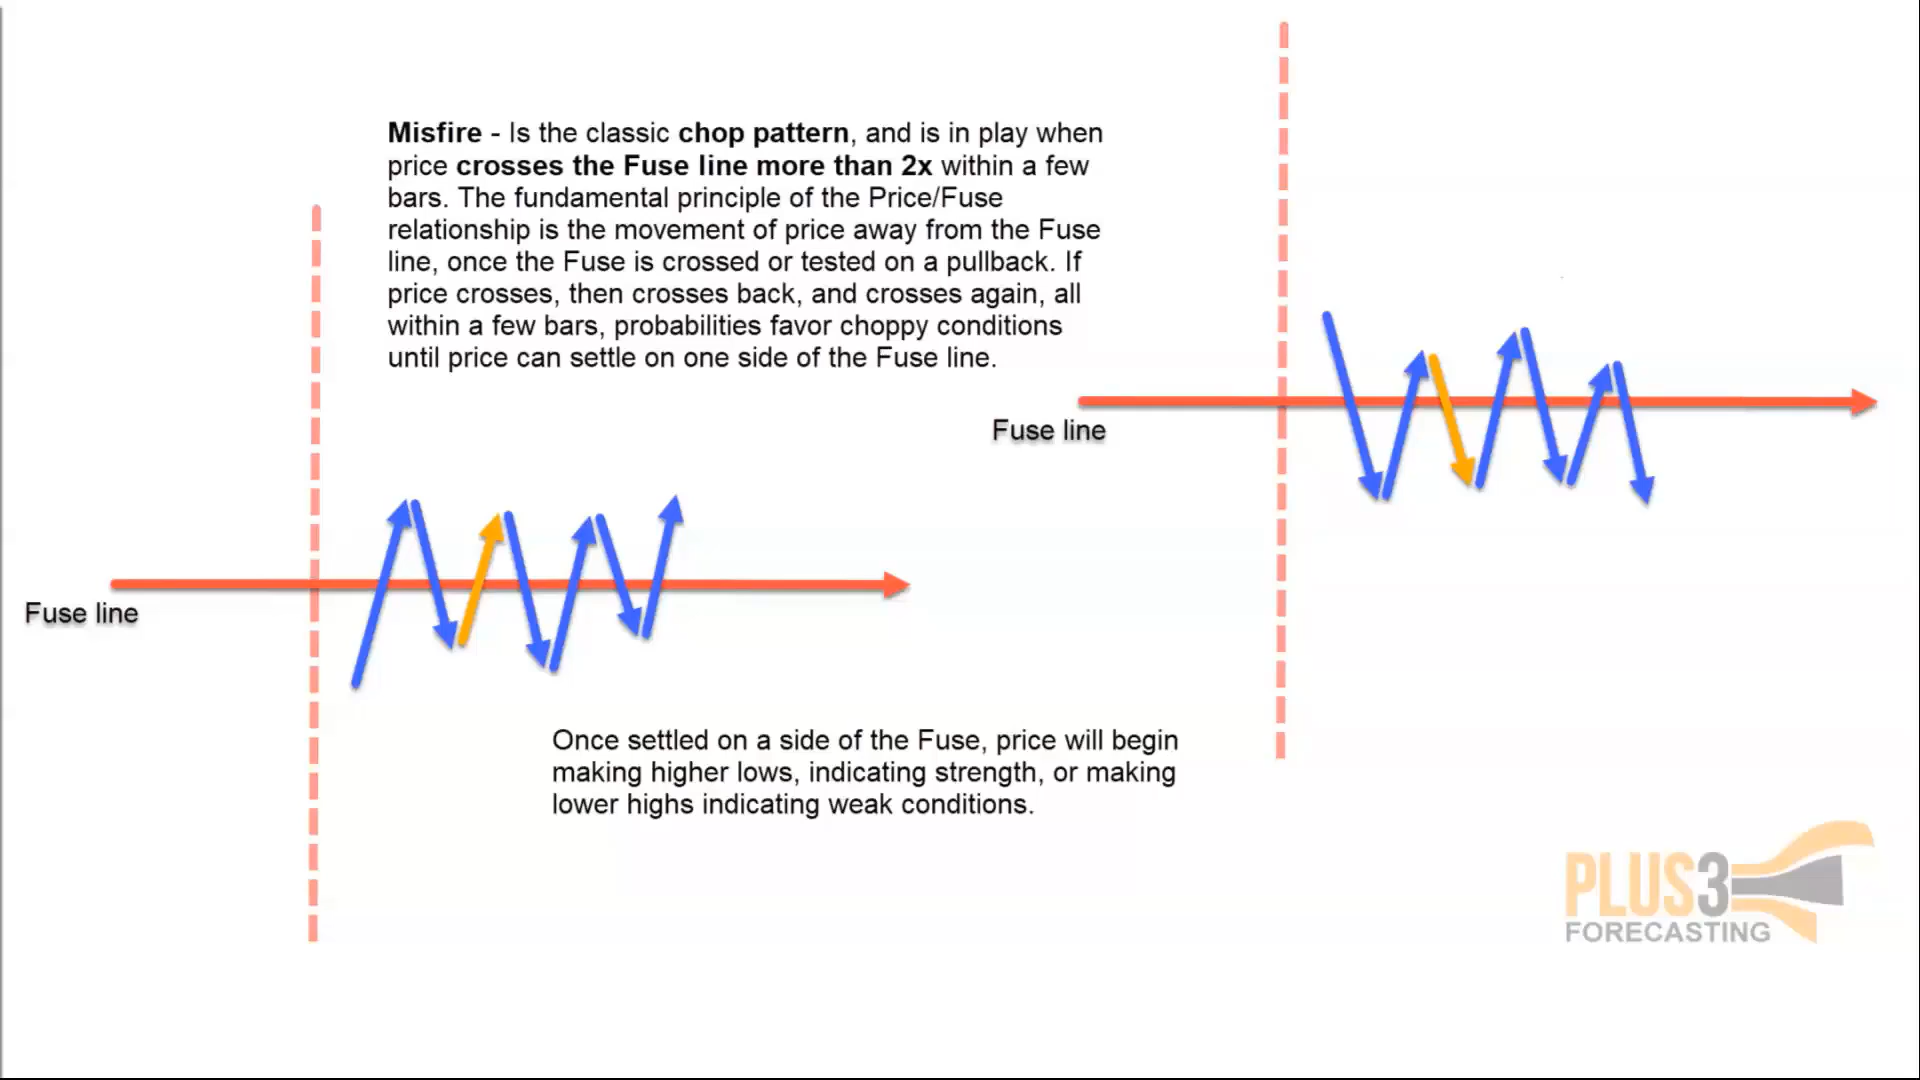 Misfire - Is the classic chop pattern, and is in play when
price crosses the Fuse line more than 2x within a few
bars. The fundamental principle of the Price/Fuse
relationship is the movement of price away from the Fuse
line, once the Fuse is crossed or tested on a pullback. If
price crosses, then crosses back, and crosses again, all
within a few bars, probabilities favor choppy conditions
until price can settle on one side of the Fuse line.
Fuse line
Fuse line
Once settled on a side of the Fuse, price will begin
making higher lows, indicating strength, or making
lower highs indicating weak conditions.
PLUS3
FORECASTING